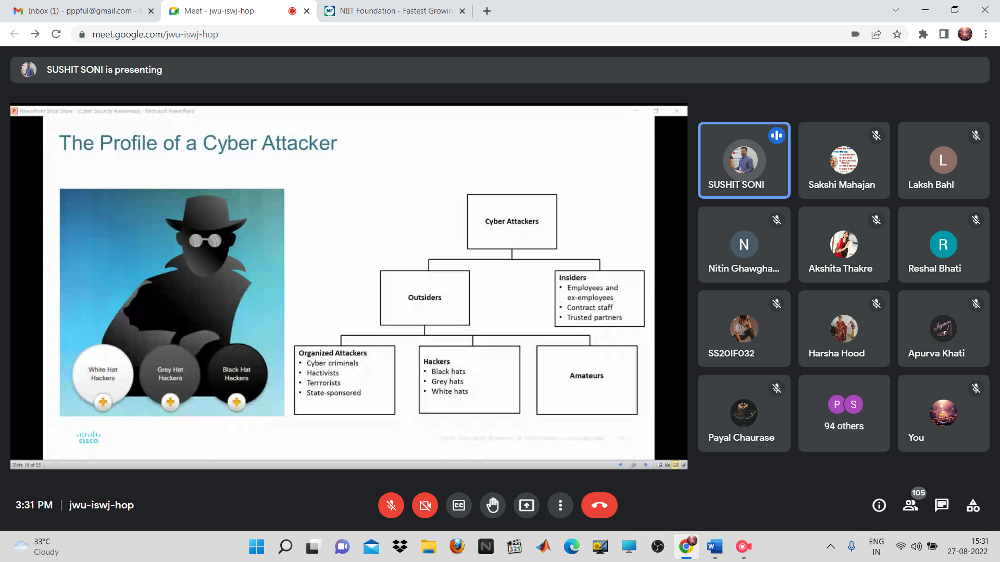 Inbox (1) - pppful@gmail.com -
Meet - jwu-iswj-hop
NIIT Foundation - Fastest Growin
meet.google.com/jwu-iswj-hop
SUSHIT SONI is presenting
PowerPoint Slide Show - [Cyber Security Awareness] - Microsoft PowerPoint
The Profile of a Cyber Attacker
White Hat
Hackers
Grey Hat
Hackers
Black Hat
Hackers
Cyber Attackers
Outsiders
Insiders
• Employees and
ex-employees
• Contract staff
• Trusted partners
Organized Attackers
• Cyber criminals
• Hactivists
• Terrrorists
• State-sponsored
Hackers
• Black hats
• Grey hats
• White hats
Amateurs
CISCO
Slide 18 of 55
SUSHIT SONI
Sakshi Mahajan
L
Laksh Bahl
N
Nitin Ghawgha...
Akshita Thakre
R
Reshal Bhati
SS20IF032
Harsha Hood
Apurva Khati
Payal Chaurase
P S
94 others
You
3:31 PM | jwu-iswj-hop
105
33°C
Cloudy
ENG
IN
15:31
27-08-2022